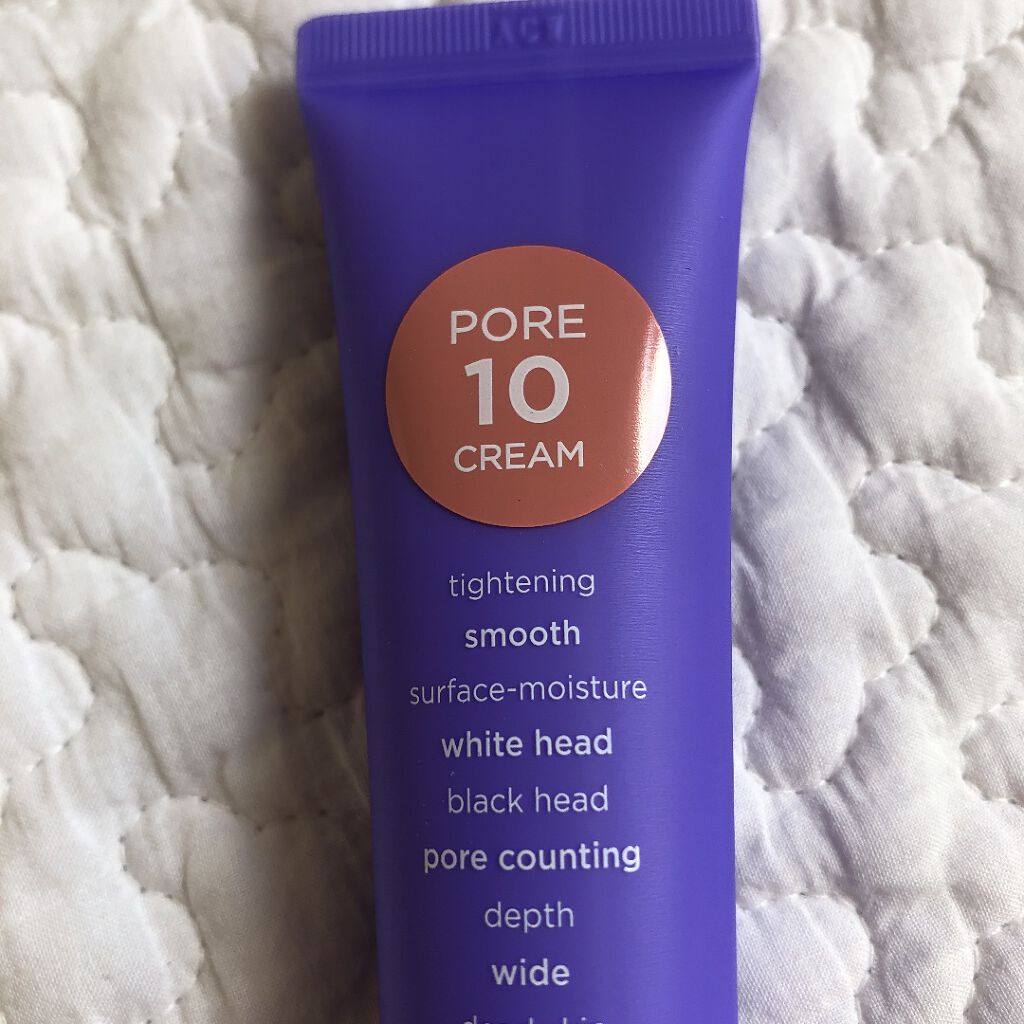 PORE
10
CREAM
tightening
smooth
surface-moisture
white head
black head
pore counting
depth
wide